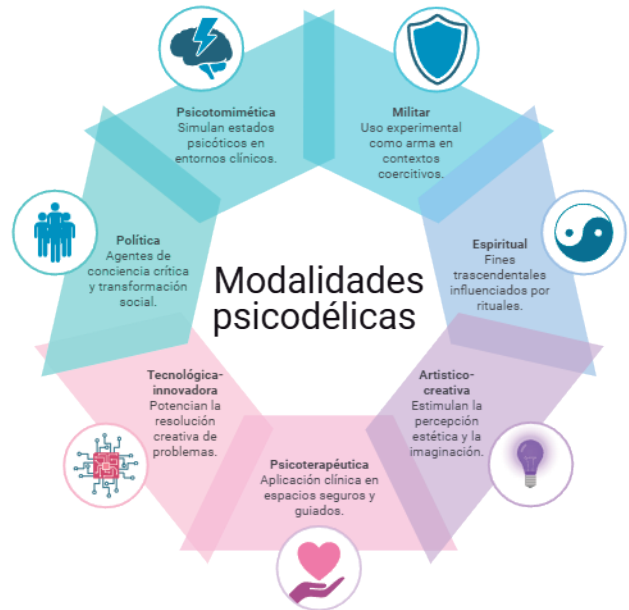 Psicotomimética
Simulan estados
psicóticos en
entornos clínicos.
Militar
Uso experimental
como arma en
contextos
coercitivos.
Espiritual
Fines
trascendentales
influenciados por
rituales.
Política
Agentes de
conciencia crítica
y transformación
social.
Modalidades
psicodélicas
Tecnológica-
innovadora
Potencian la
resolución
creativa de
problemas.
Artistico-
creativa
Estimulan la
percepción
estética y la
imaginación.
Psicoterapéutica
Aplicación clínica en
espacios seguros y
guiados.